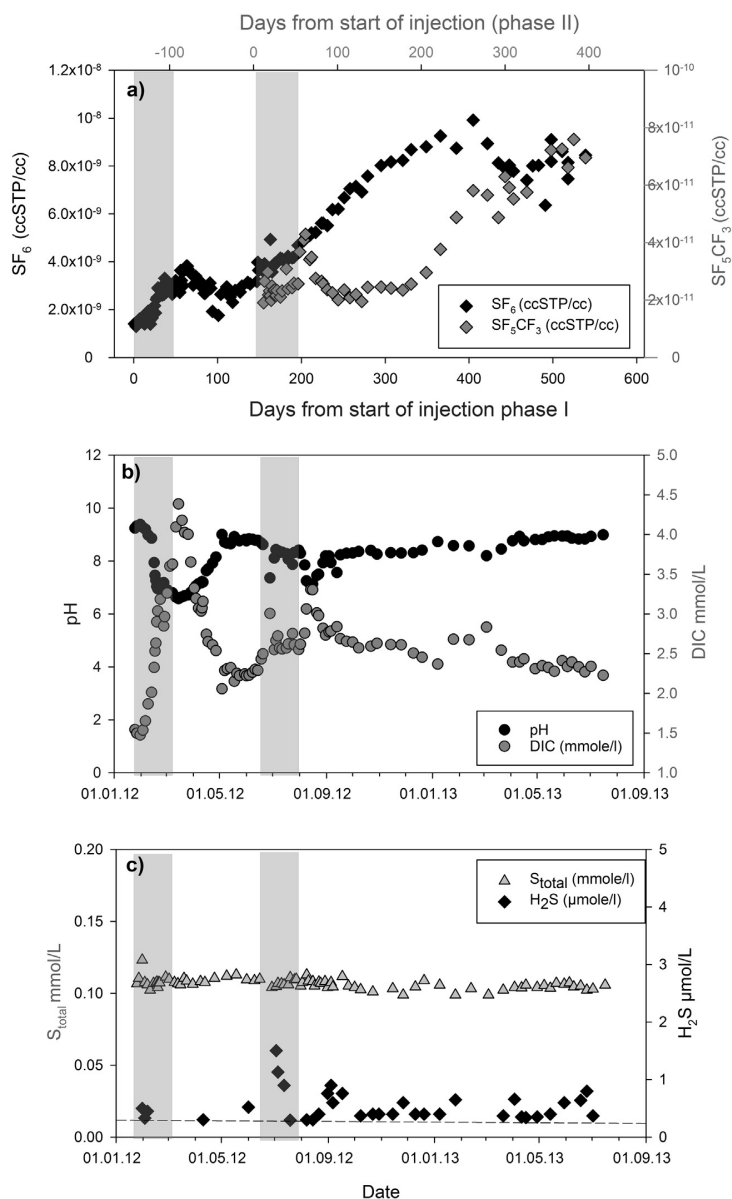 Days from start of injection (phase II)
-100 0 100 200 300 400
a)
1.2x10⁻⁸ 10⁻⁸ 8.0x10⁻⁹ 6.0x10⁻⁹ 4.0x10⁻⁹ 2.0x10⁻⁹ 0
SF₆ (ccSTP/cc)
10⁻¹⁰ 8x10⁻¹¹ 6x10⁻¹¹ 4x10⁻¹¹ 2x10⁻¹¹ 0
SF₅CF₃ (ccSTP/cc)
SF₆ (ccSTP/cc)
SF₅CF₃ (ccSTP/cc)
0 100 200 300 400 500 600
Days from start of injection phase I
b)
12 10 8 6 4 2 0
pH
5.0 4.5 4.0 3.5 3.0 2.5 2.0 1.5 1.0
DIC mmol/L
pH
DIC (mmole/l)
01.01.12 01.05.12 01.09.12 01.01.13 01.05.13 01.09.13
c)
0.20 0.15 0.10 0.05 0.00
S_total mmol/L
5 4 3 2 1 0
H₂S µmol/L
S_total (mmole/l)
H₂S (µmole/l)
01.01.12 01.05.12 01.09.12 01.01.13 01.05.13 01.09.13
Date